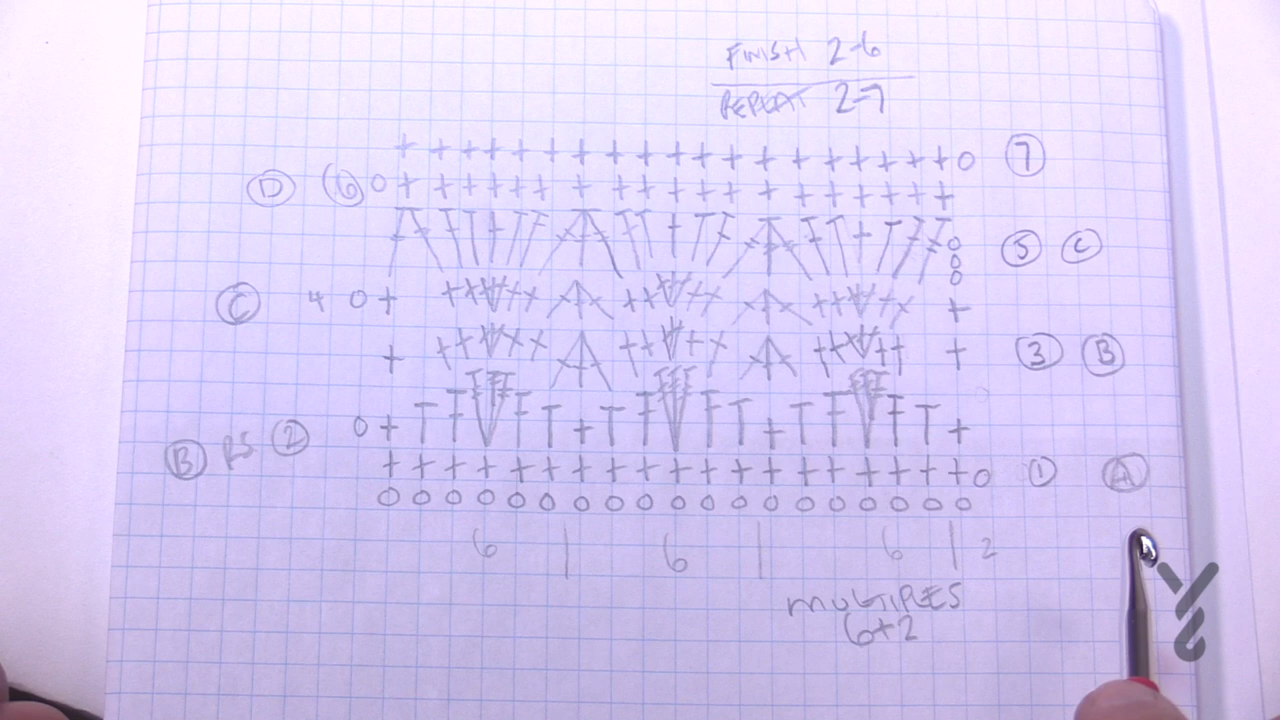 FINISH 2-6
REPEAT 2-7
7
D 6
5 C
C 4
3 B
B RS 2
1 A
6 | 6 | 6 | 2
MULTIPLES
6+2